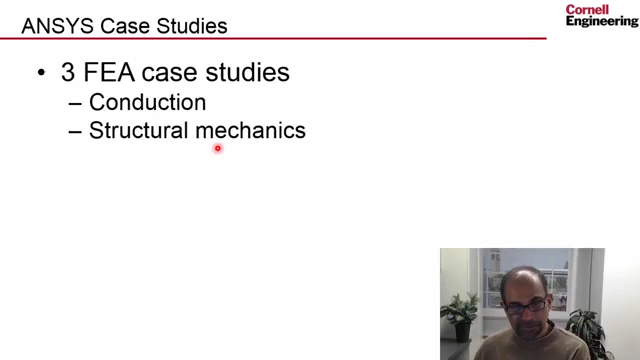 ANSYS Case Studies
Cornell
Engineering
• 3 FEA case studies
– Conduction
– Structural mechanics